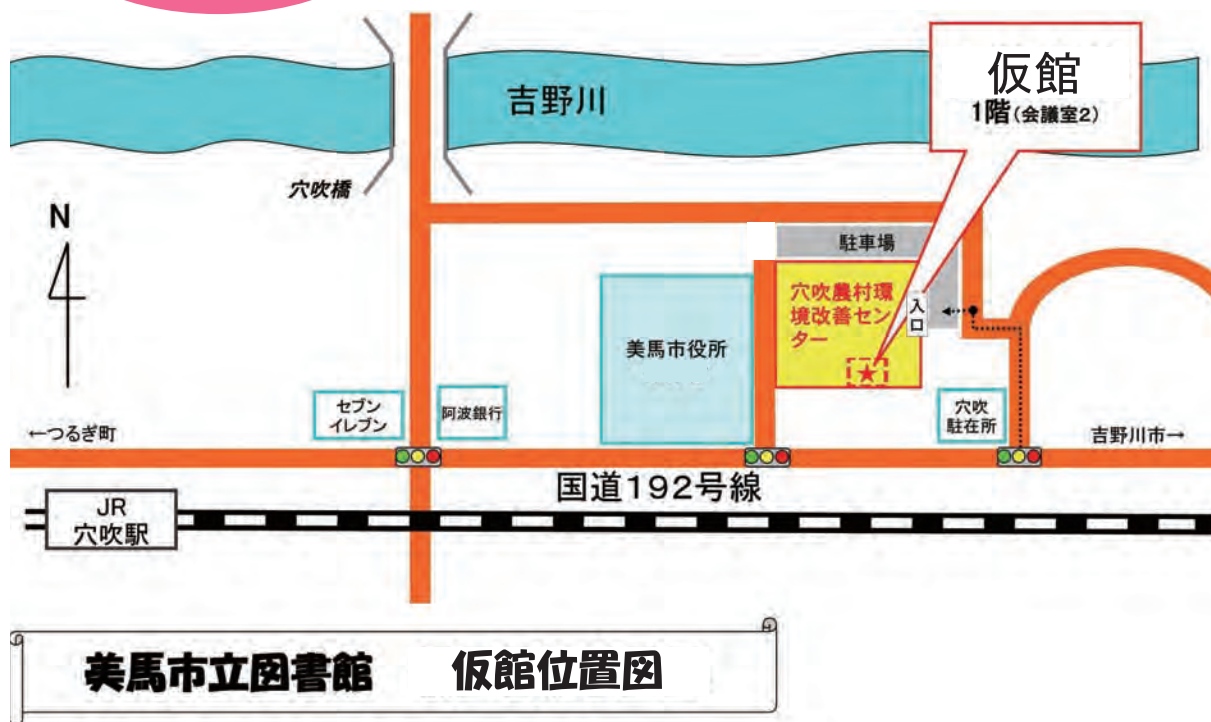 仮館
1階(会議室2)
吉野川
穴吹橋
N
駐車場
穴吹農村環
境改善セン
ター
入
口
美馬市役所
セブン
イレブン
阿波銀行
穴吹
駐在所
←つるぎ町
吉野川市→
国道192号線
JR
穴吹駅
美馬市立図書館 仮館位置図